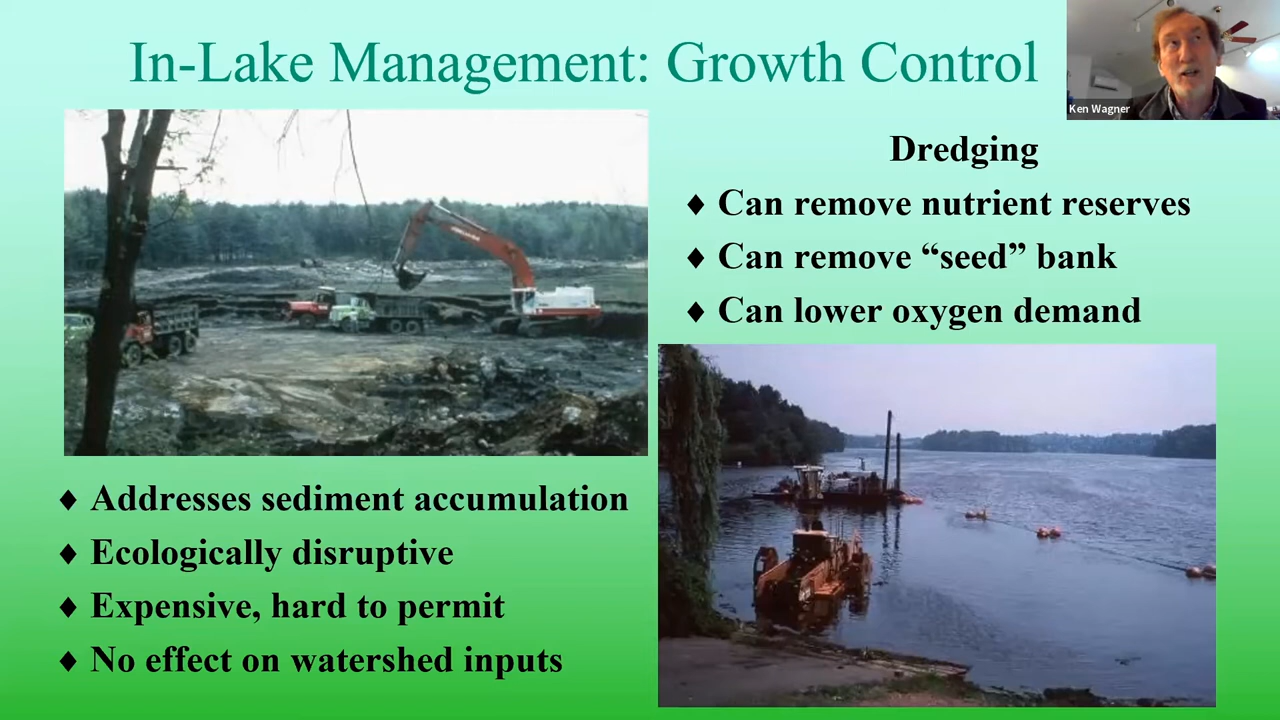 In-Lake Management: Growth Control
Ken Wagner
Dredging
♦ Can remove nutrient reserves
♦ Can remove “seed” bank
♦ Can lower oxygen demand
♦ Addresses sediment accumulation
♦ Ecologically disruptive
♦ Expensive, hard to permit
♦ No effect on watershed inputs